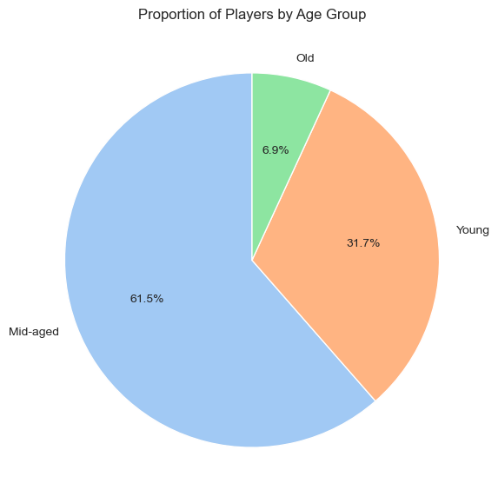 Proportion of Players by Age Group
Old
6.9%
Young
31.7%
61.5%
Mid-aged